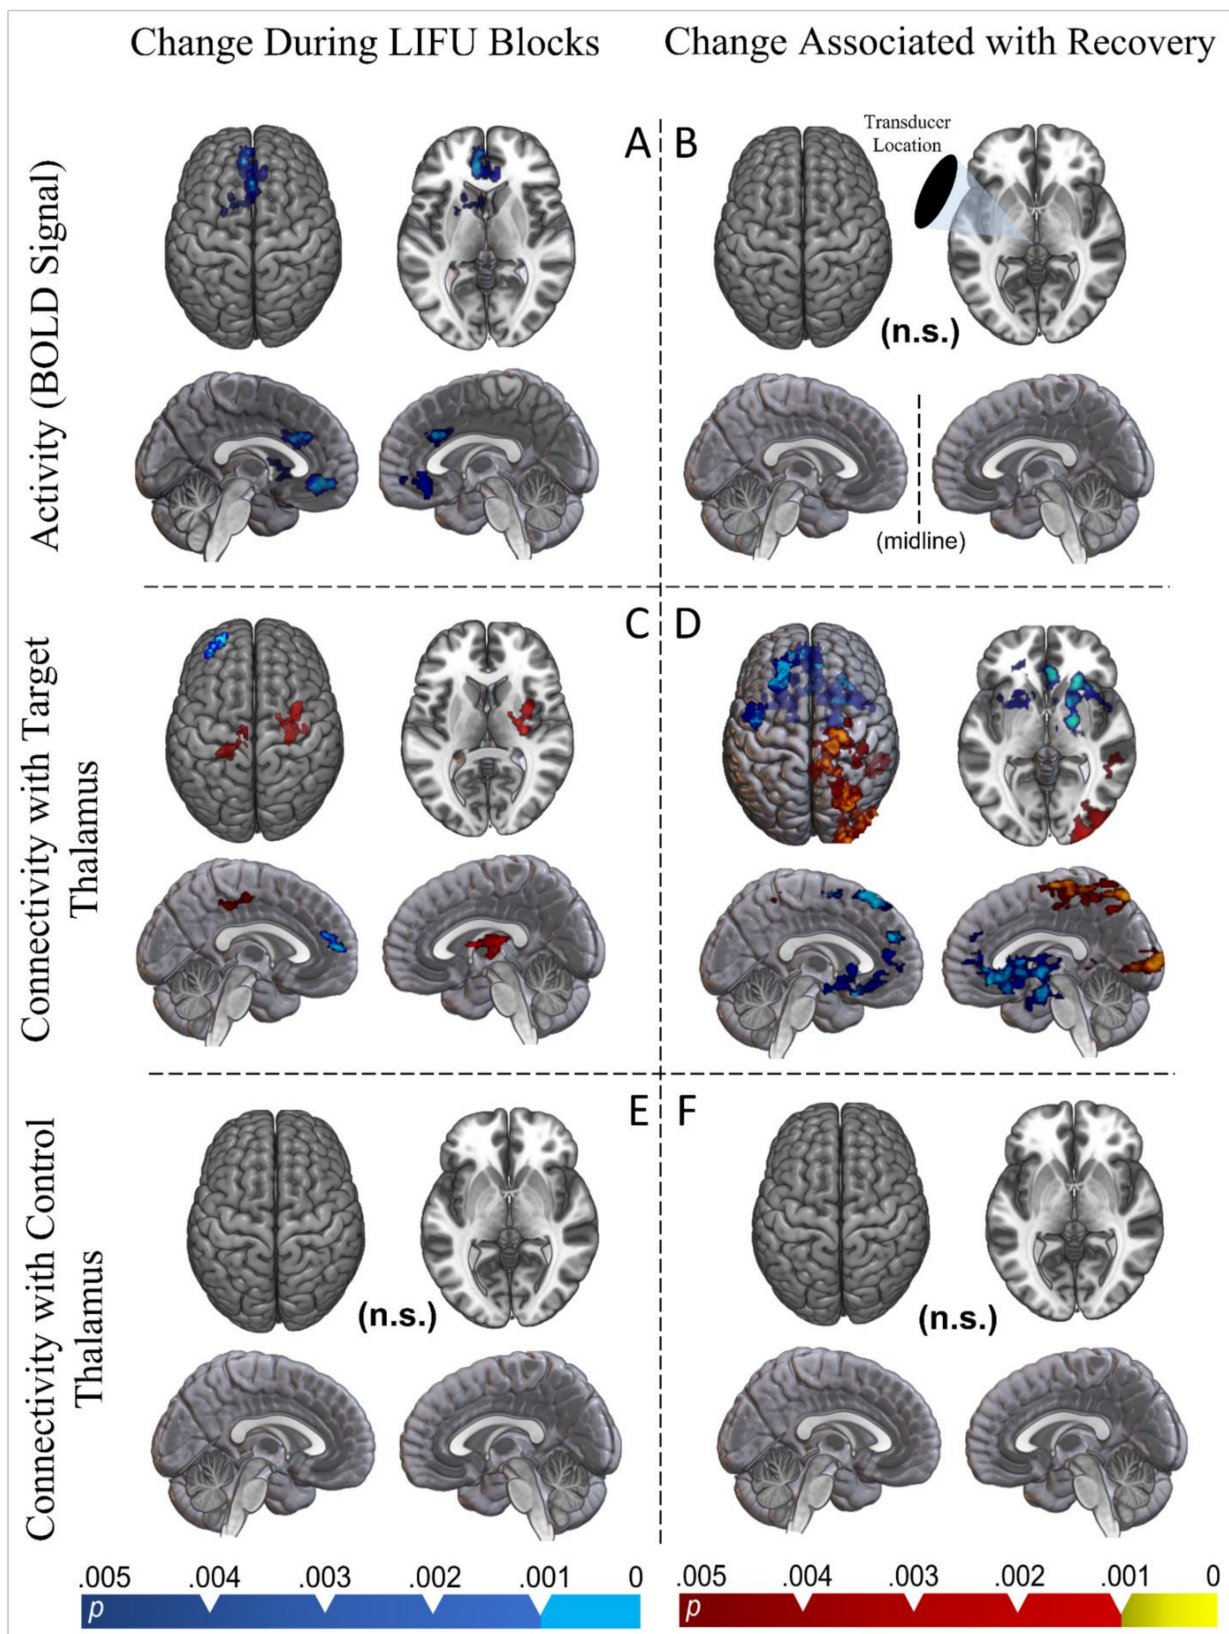 Change During LIFU Blocks
Change Associated with Recovery
Activity (BOLD Signal)
A
B
Transducer
Location
(n.s.)
(midline)
Connectivity with Target
Thalamus
C
D
Connectivity with Control
Thalamus
E
F
(n.s.)
(n.s.)
.005 .004 .003 .002 .001 0
p
.005 .004 .003 .002 .001 0
p